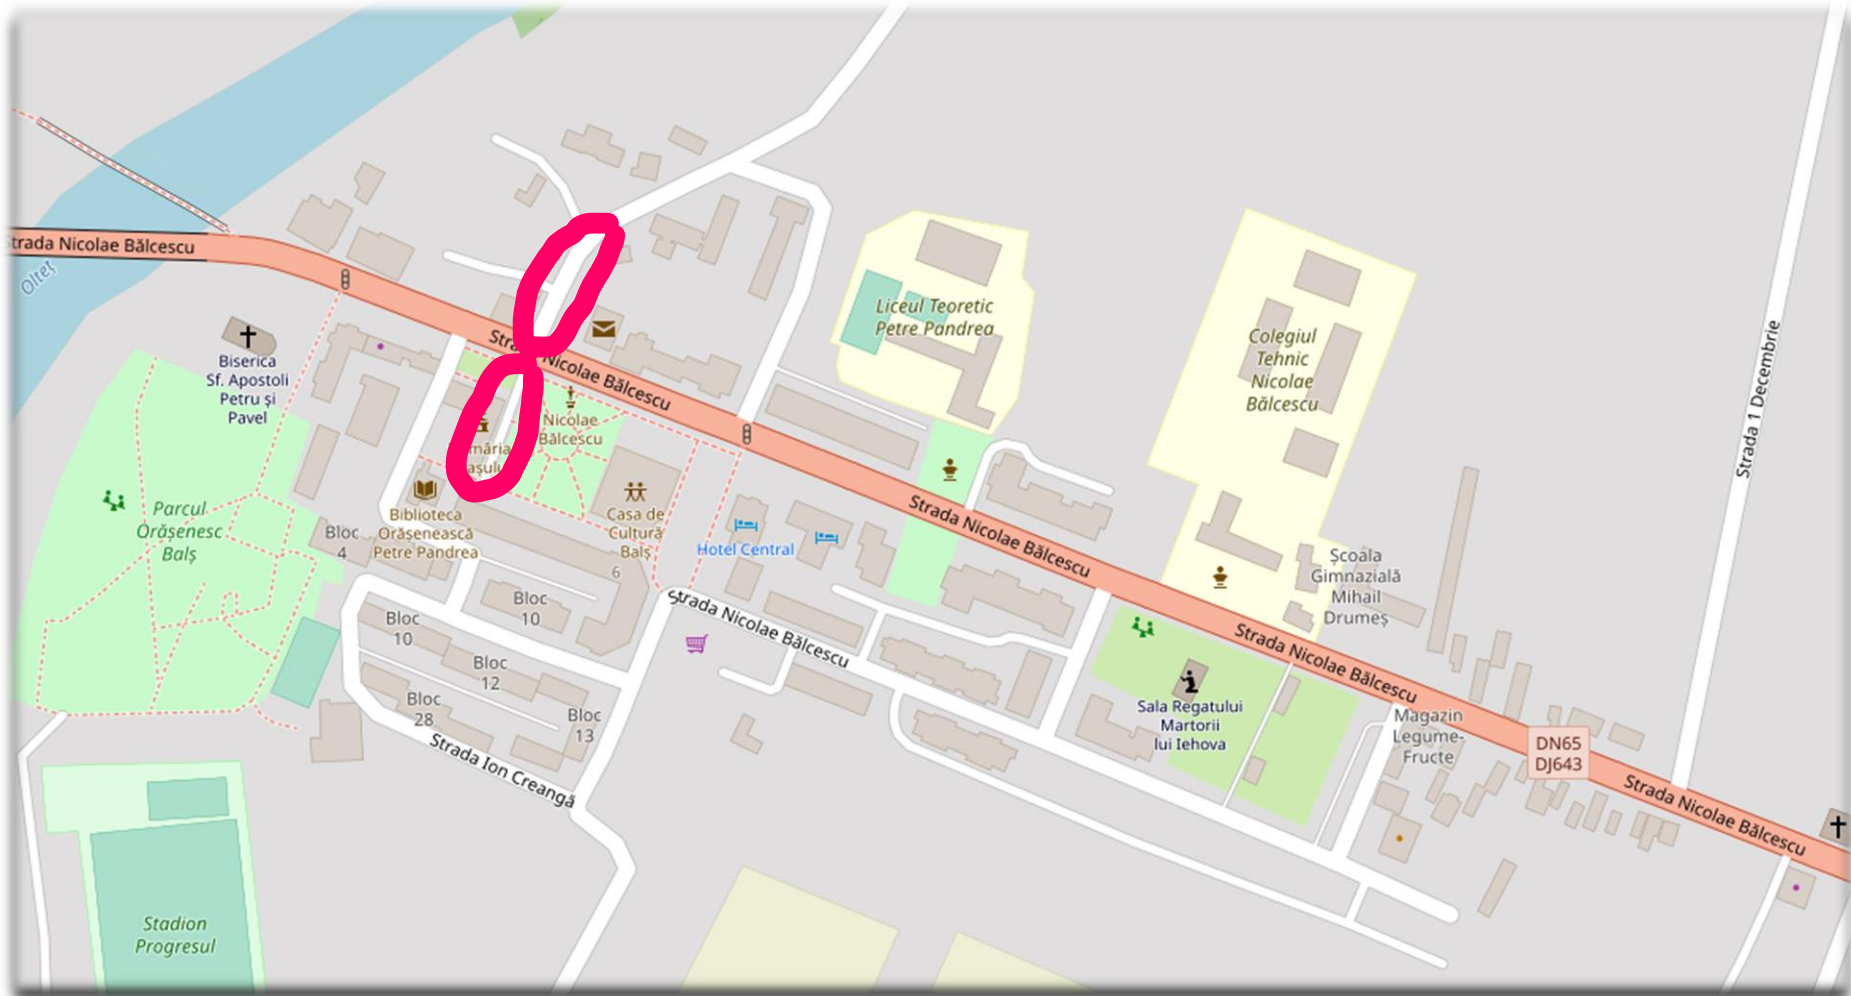 Strada Nicolae Bălcescu
Olteț
Biserica
Sf. Apostoli
Petru și
Pavel
Strada Nicolae Bălcescu
Nicolae
Bălcescu
Liceul Teoretic
Petre Pandrea
Colegiul
Tehnic
Nicolae
Bălcescu
Strada 1 Decembrie
Parcul
Orășenesc
Balș
Bloc
4
Biblioteca
Orășenească
Petre Pandrea
Casa de
Cultură
Balș
6
Hotel Central
Strada Nicolae Bălcescu
Școala
Gimnazială
Mihail
Drumeș
Bloc
10
Bloc
10
Bloc
12
Bloc
28
Bloc
13
Strada Nicolae Bălcescu
Strada Ion Creangă
Strada Nicolae Bălcescu
Sala Regatului
Martorii
lui Iehova
Magazin
Legume-
Fructe
DN65
DJ643
Strada Nicolae Bălcescu
Stadion
Progresul